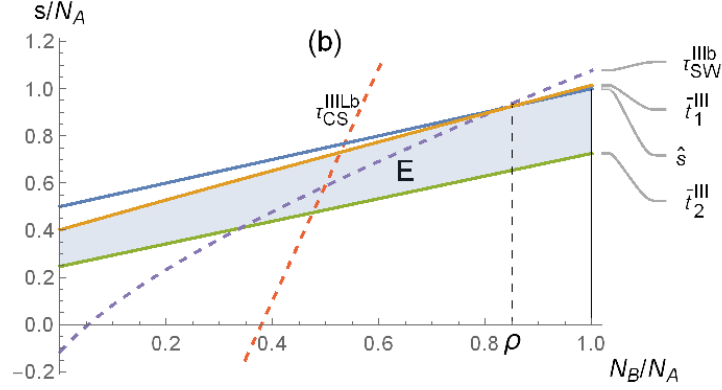 s/N_A
(b)
1.2
1.0
0.8
0.6
0.4
0.2
0.0
−0.2
τ_CS^IIILb
E
0.2
0.4
0.6
0.8
ρ
1.0
N_B/N_A
τ_SW^IIIb
t̄_1^III
ŝ
t̄_2^III